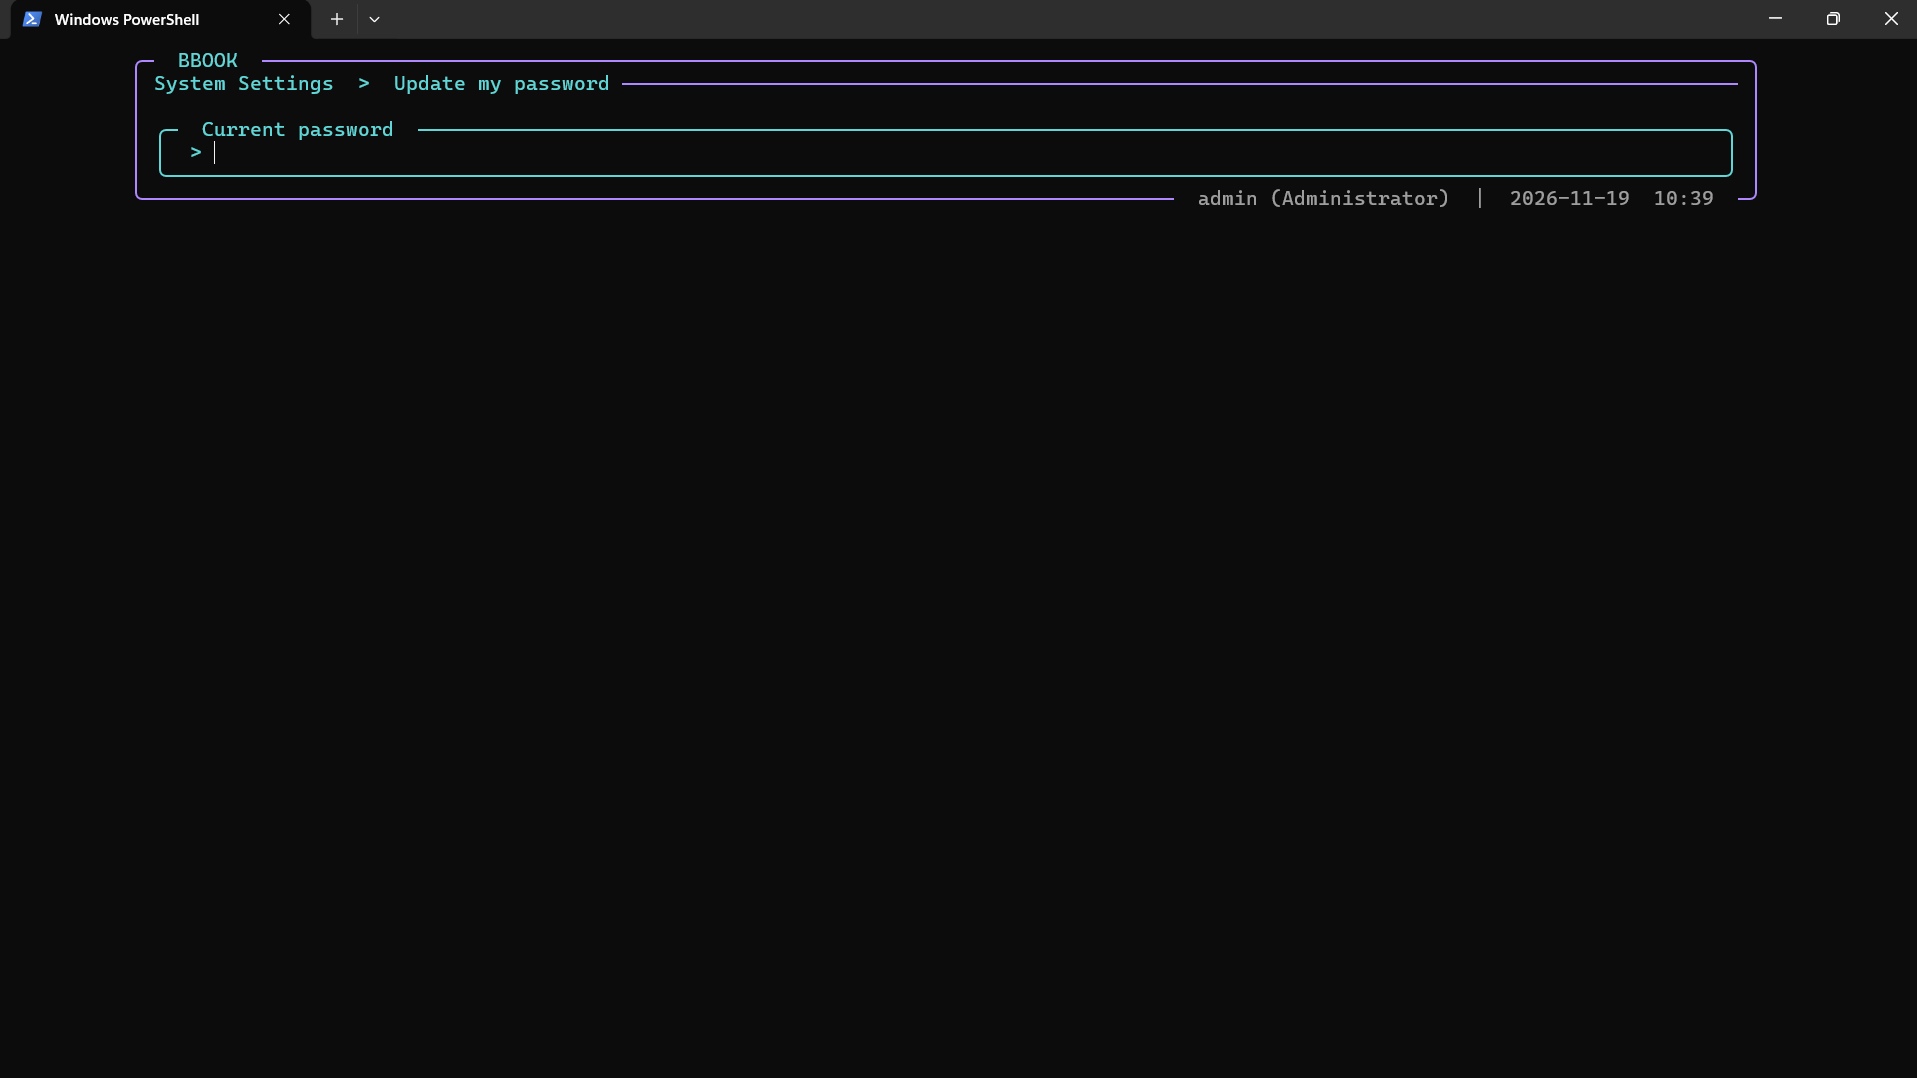 Windows PowerShell
BBOOK
System Settings > Update my password
Current password
>
admin (Administrator) | 2026-11-19 10:39